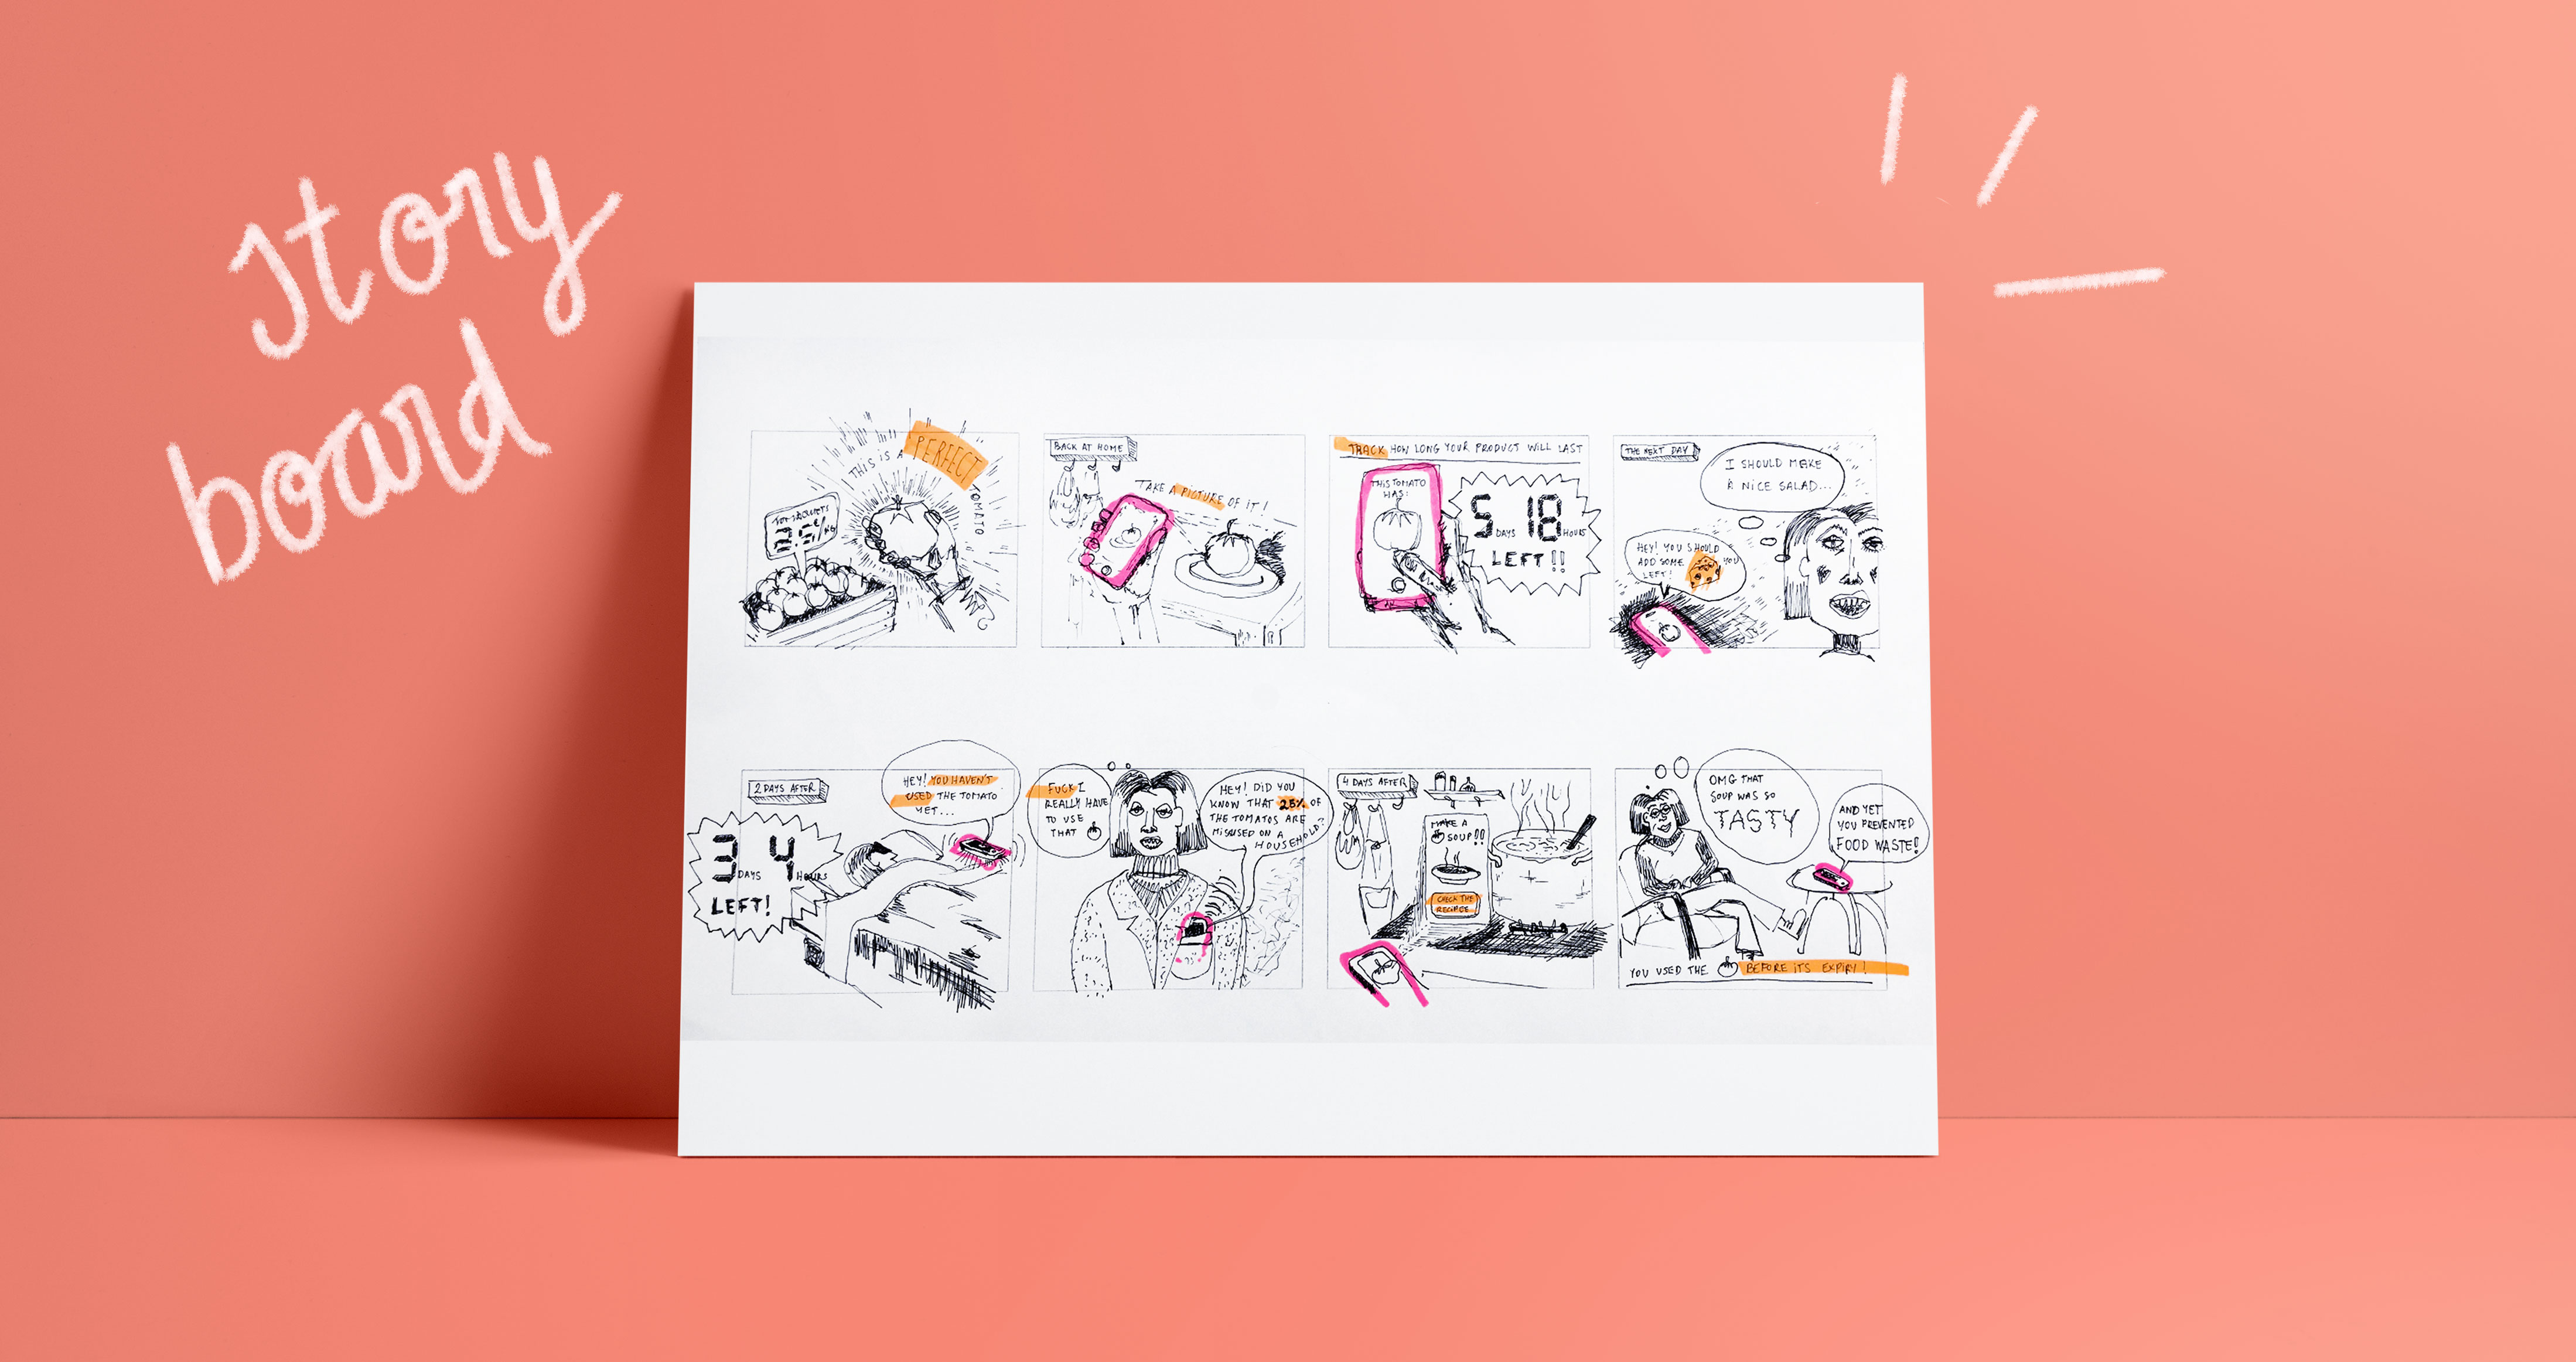 Story
board
THIS IS A PERFECT TOMATO
BACK AT HOME
TAKE A PICTURE OF IT!
TRACK HOW LONG YOUR PRODUCT WILL LAST
THIS TOMATO
WAS:
5 DAYS 18 HOURS
LEFT!!
THE NEXT DAY
I SHOULD MAKE
A NICE SALAD...
HEY! YOU SHOULD
ADD SOME YOU
LEFT!
2 DAYS AFTER
HEY! YOU HAVEN'T
USED THE TOMATO
YET...
3 DAYS 4 HOURS
LEFT!
FUCK I
REALLY HAVE
TO USE
THAT
HEY! DID YOU
KNOW THAT 25% OF
THE TOMATOS ARE
MISUSED ON A
HOUSEHOLD?
4 DAYS AFTER
MAKE A
SOUP!!
CHECK THE
OMG THAT
SOUP WAS SO
TASTY
AND YET
YOU PREVENTED
FOOD WASTE!
YOU USED THE BEFORE ITS EXPIRY!